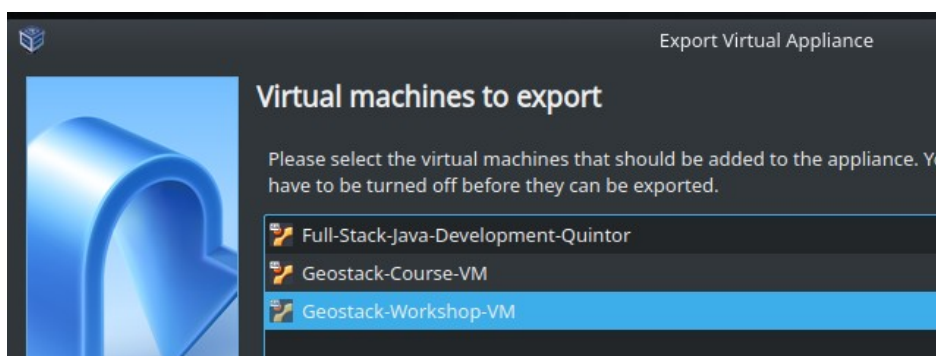 Export Virtual Appliance
Virtual machines to export
Please select the virtual machines that should be added to the appliance.
have to be turned off before they can be exported.
Full-Stack-Java-Development-Quintor
Geostack-Course-VM
Geostack-Workshop-VM